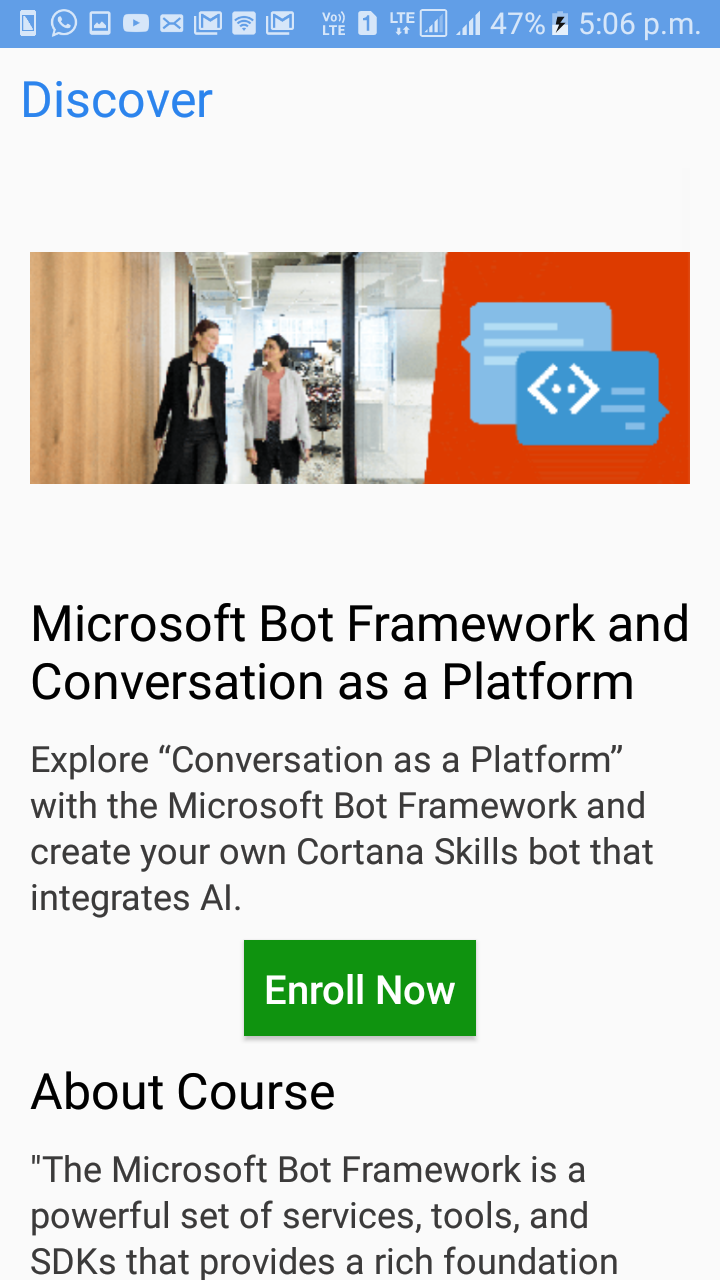 Vo)) LTE 1 LTE 47% 5:06 p.m.
Discover
Microsoft Bot Framework and
Conversation as a Platform
Explore “Conversation as a Platform”
with the Microsoft Bot Framework and
create your own Cortana Skills bot that
integrates AI.
Enroll Now
About Course
"The Microsoft Bot Framework is a
powerful set of services, tools, and
SDKs that provides a rich foundation